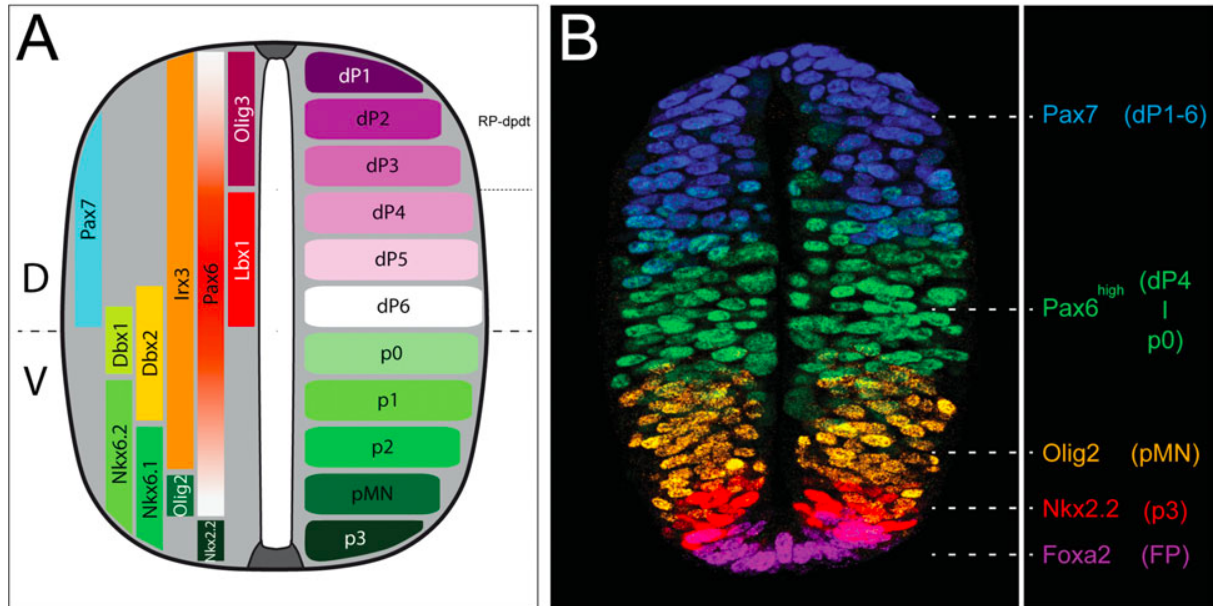 A
D
V
Pax7
Dbx1
Nkx6.2
Dbx2
Nkx6.1
Irx3
Olig2
Pax6
Nkx2.2
Olig3
Lbx1
dP1
dP2
dP3
dP4
dP5
dP6
p0
p1
p2
pMN
p3
RP-dpdt
B
Pax7 (dP1-6)
Pax6high (dP4
|
p0)
Olig2 (pMN)
Nkx2.2 (p3)
Foxa2 (FP)